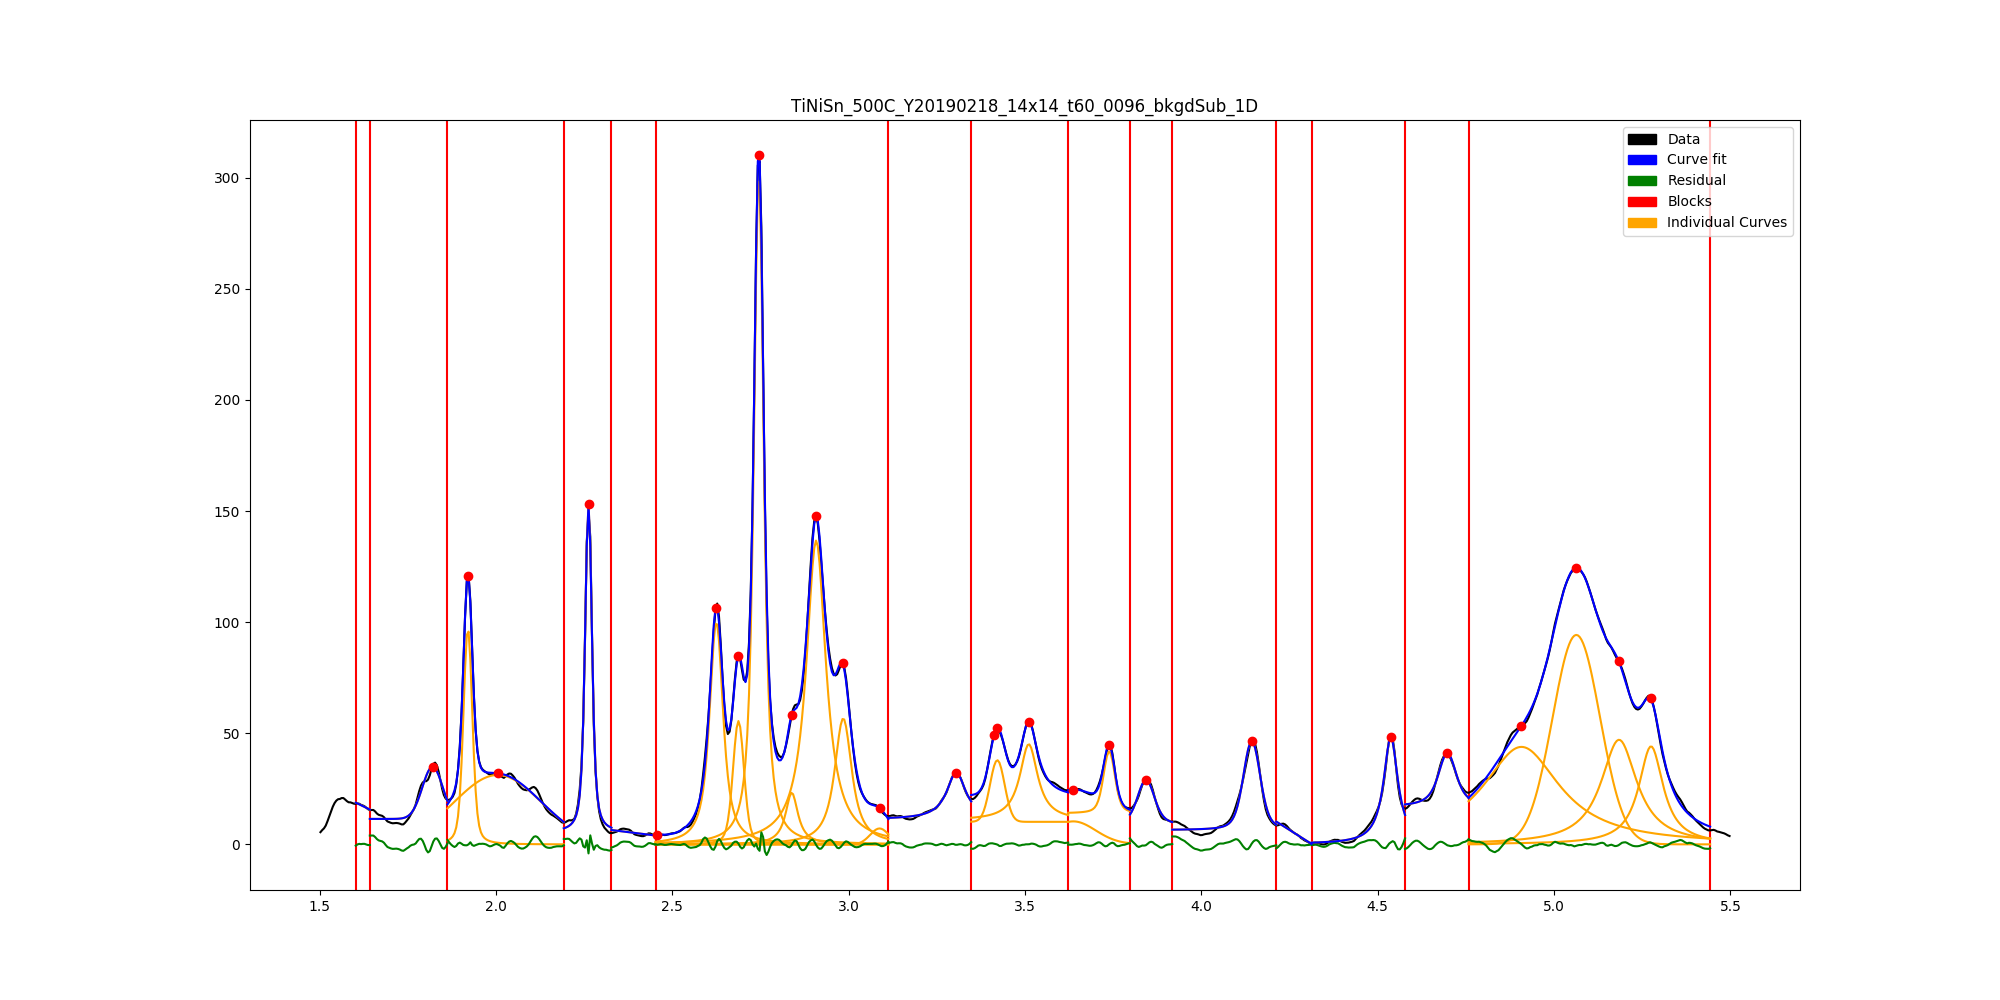 TiNiSn_500C_Y20190218_14x14_t60_0096_bkgdSub_1D
Data
Curve fit
Residual
Blocks
Individual Curves
300
250
200
150
100
50
0
1.5 2.0 2.5 3.0 3.5 4.0 4.5 5.0 5.5